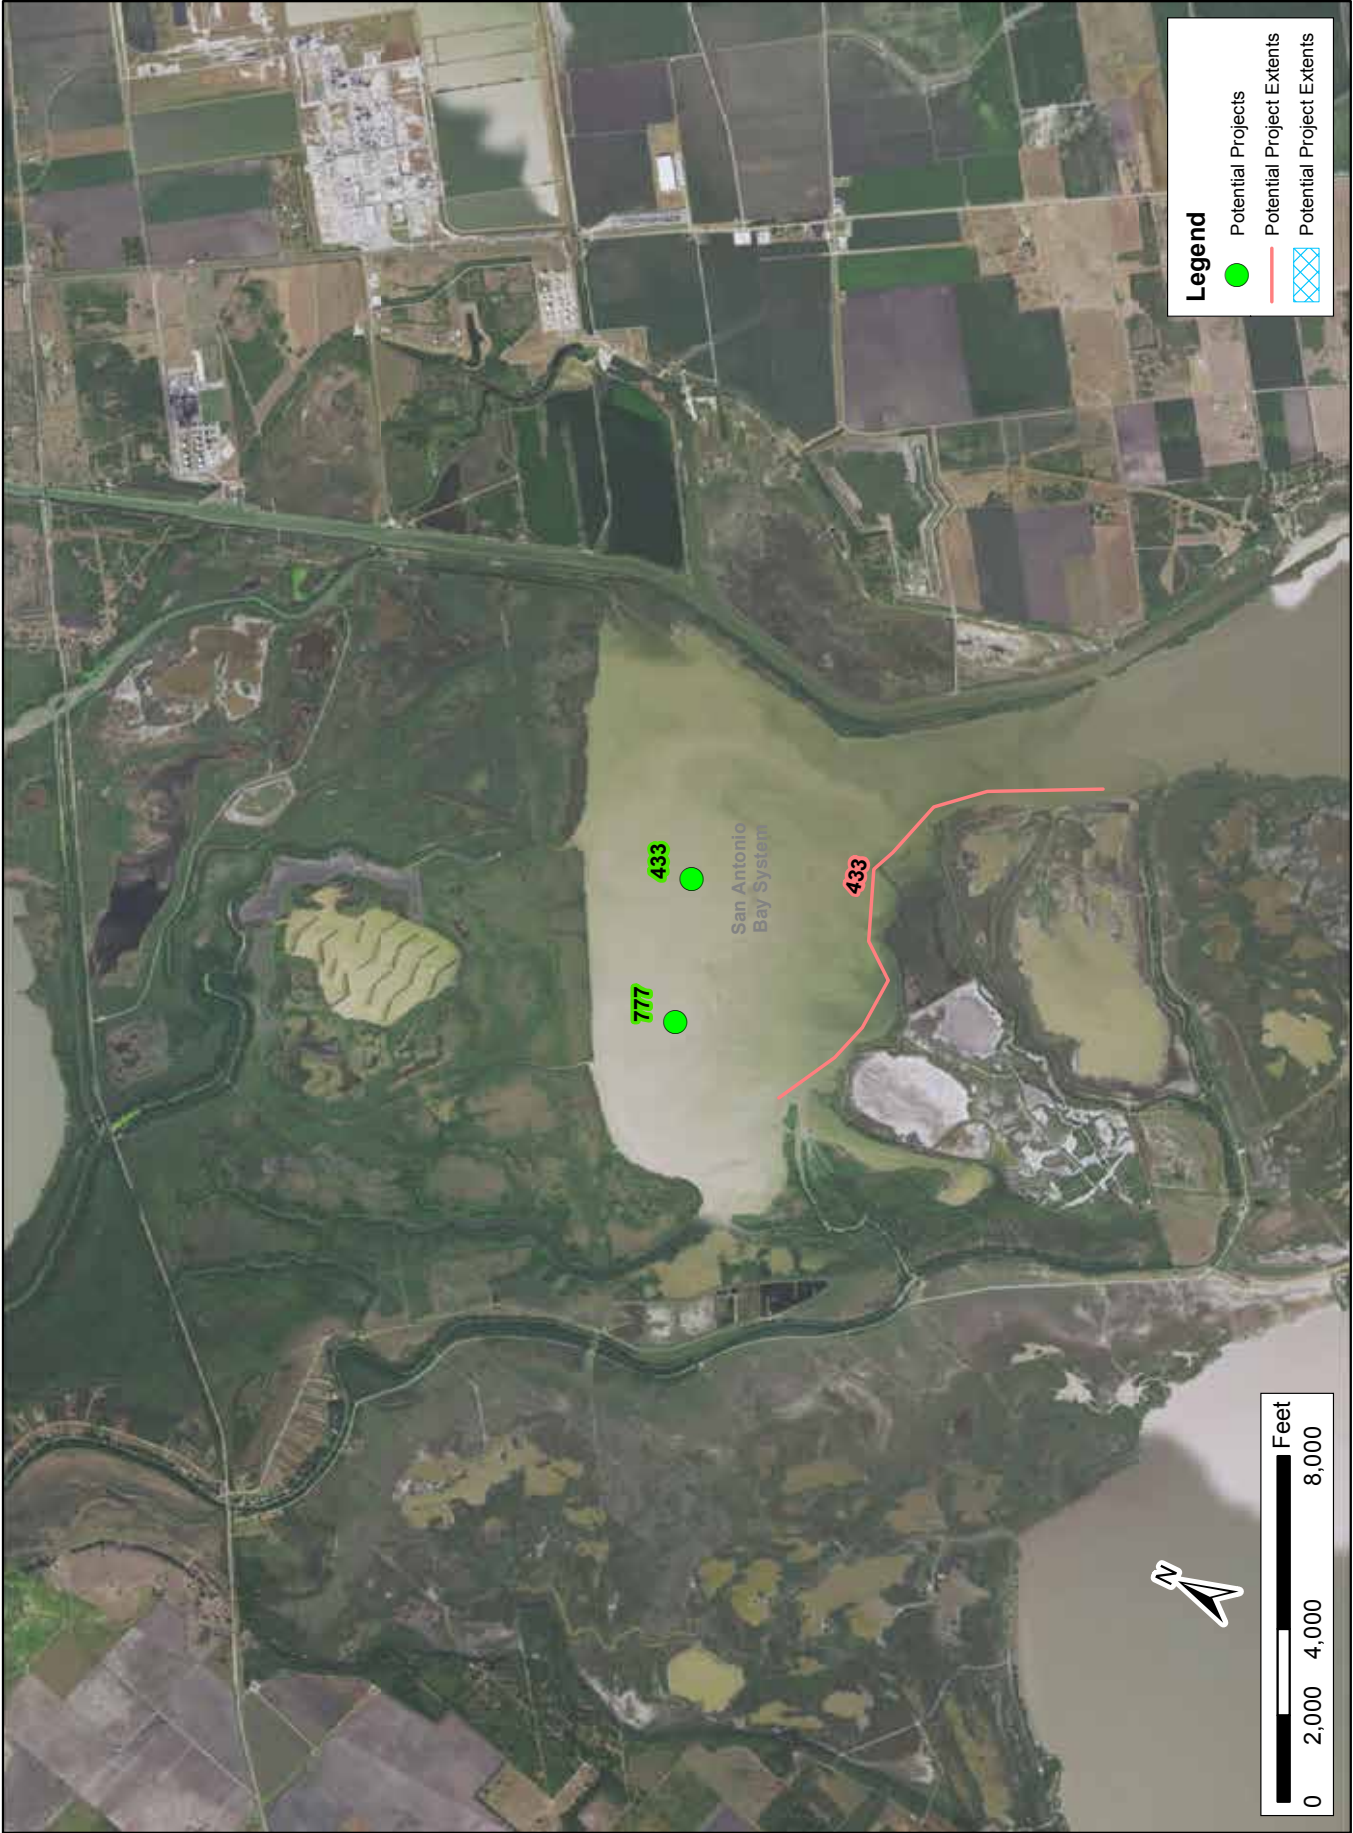 777
433
San Antonio
Bay System
433
N
0 2,000 4,000 8,000
Feet
Legend
Potential Projects
Potential Project Extents
Potential Project Extents